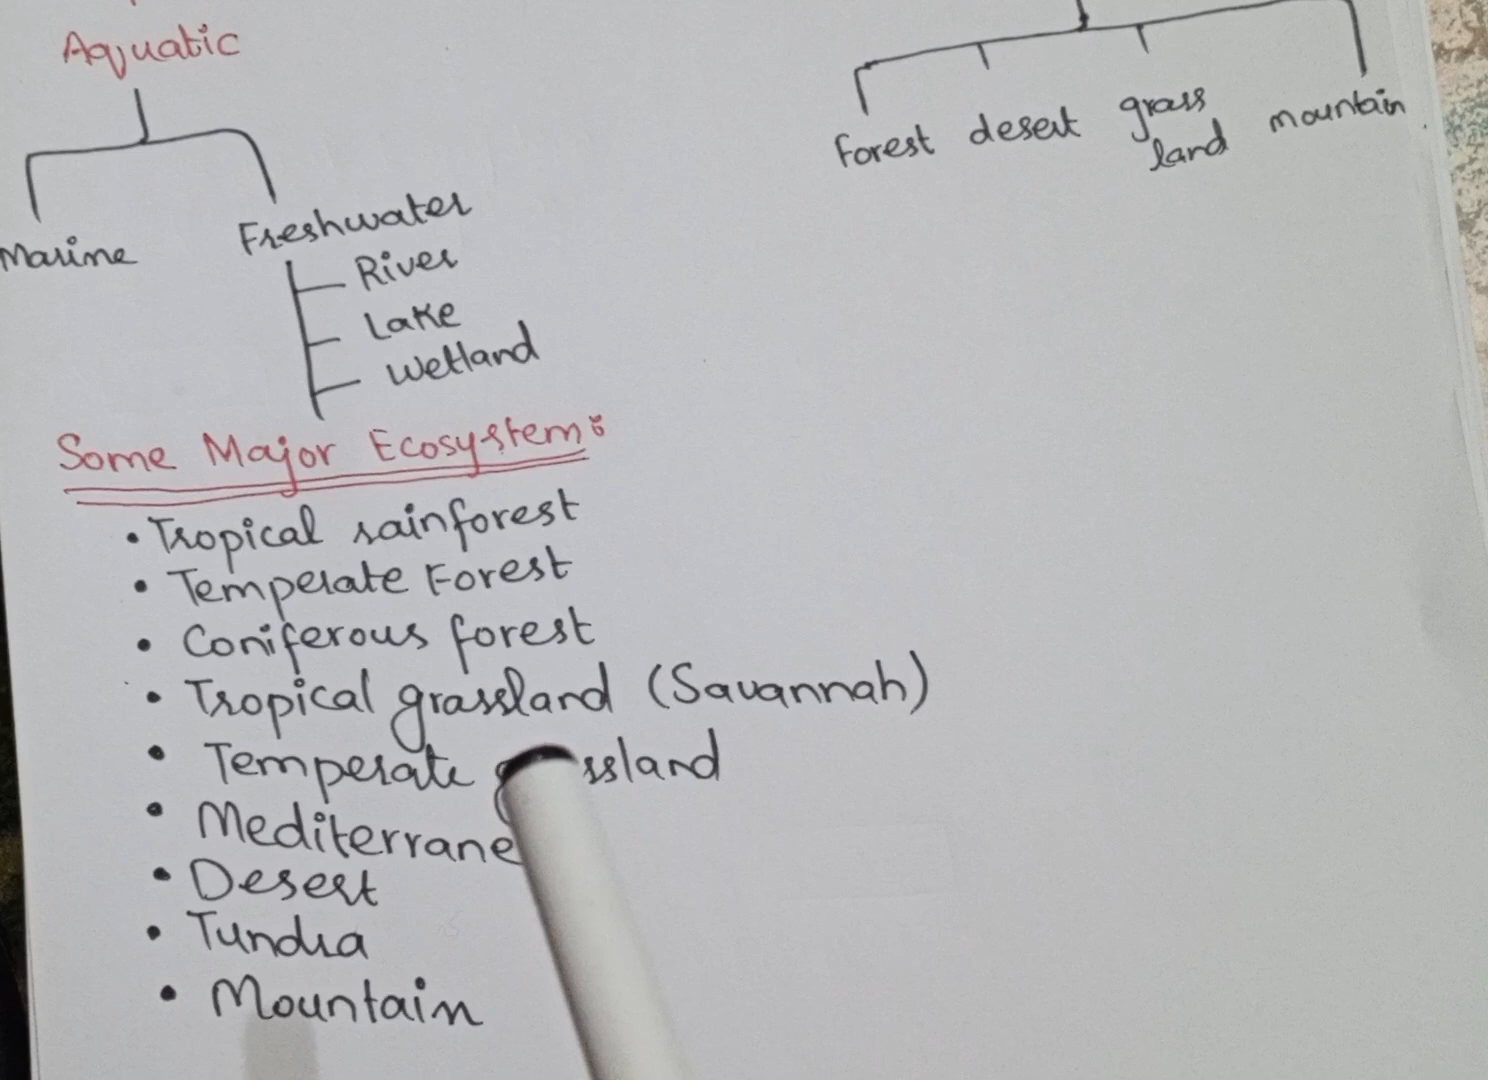 Aquatic
forest desert grass land mountain
Marine Freshwater
River
Lake
Wetland
Some Major Ecosystem:
• Tropical rainforest
• Temperate Forest
• Coniferous forest
• Tropical grassland (Savannah)
• Temperate
• Desert
• Tundra
• Mountain